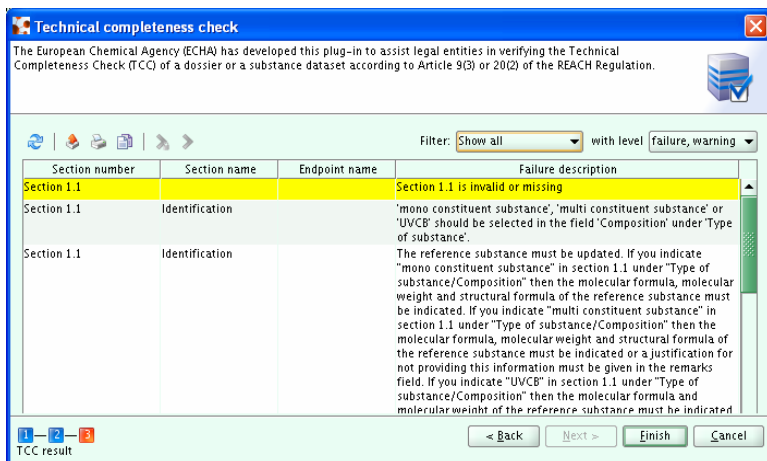 Technical completeness check
The European Chemical Agency (ECHA) has developed this plug-in to assist legal entities in verifying the Technical
Completeness Check (TCC) of a dossier or a substance dataset according to Article 9(3) or 20(2) of the REACH Regulation.
Filter: Show all with level failure, warning
Section number Section name Endpoint name Failure description
Section 1.1 Section 1.1 is invalid or missing
Section 1.1 Identification 'mono constituent substance', 'multi constituent substance' or
'UVCB' should be selected in the field 'Composition' under 'Type
of substance'.
Section 1.1 Identification The reference substance must be updated. If you indicate
"mono constituent substance" in section 1.1 under "Type of
substance/Composition" then the molecular formula, molecular
weight and structural formula of the reference substance must
be indicated. If you indicate "multi constituent substance" in
section 1.1 under "Type of substance/Composition" then the
molecular formula, molecular weight and structural formula of
the reference substance must be indicated or a justification for
not providing this information must be given in the remarks
field. If you indicate "UVCB" in section 1.1 under "Type of
substance/Composition" then the molecular formula and
molecular weight of the reference substance must be indicated
1 2 3
TCC result
< Back Next > Finish Cancel